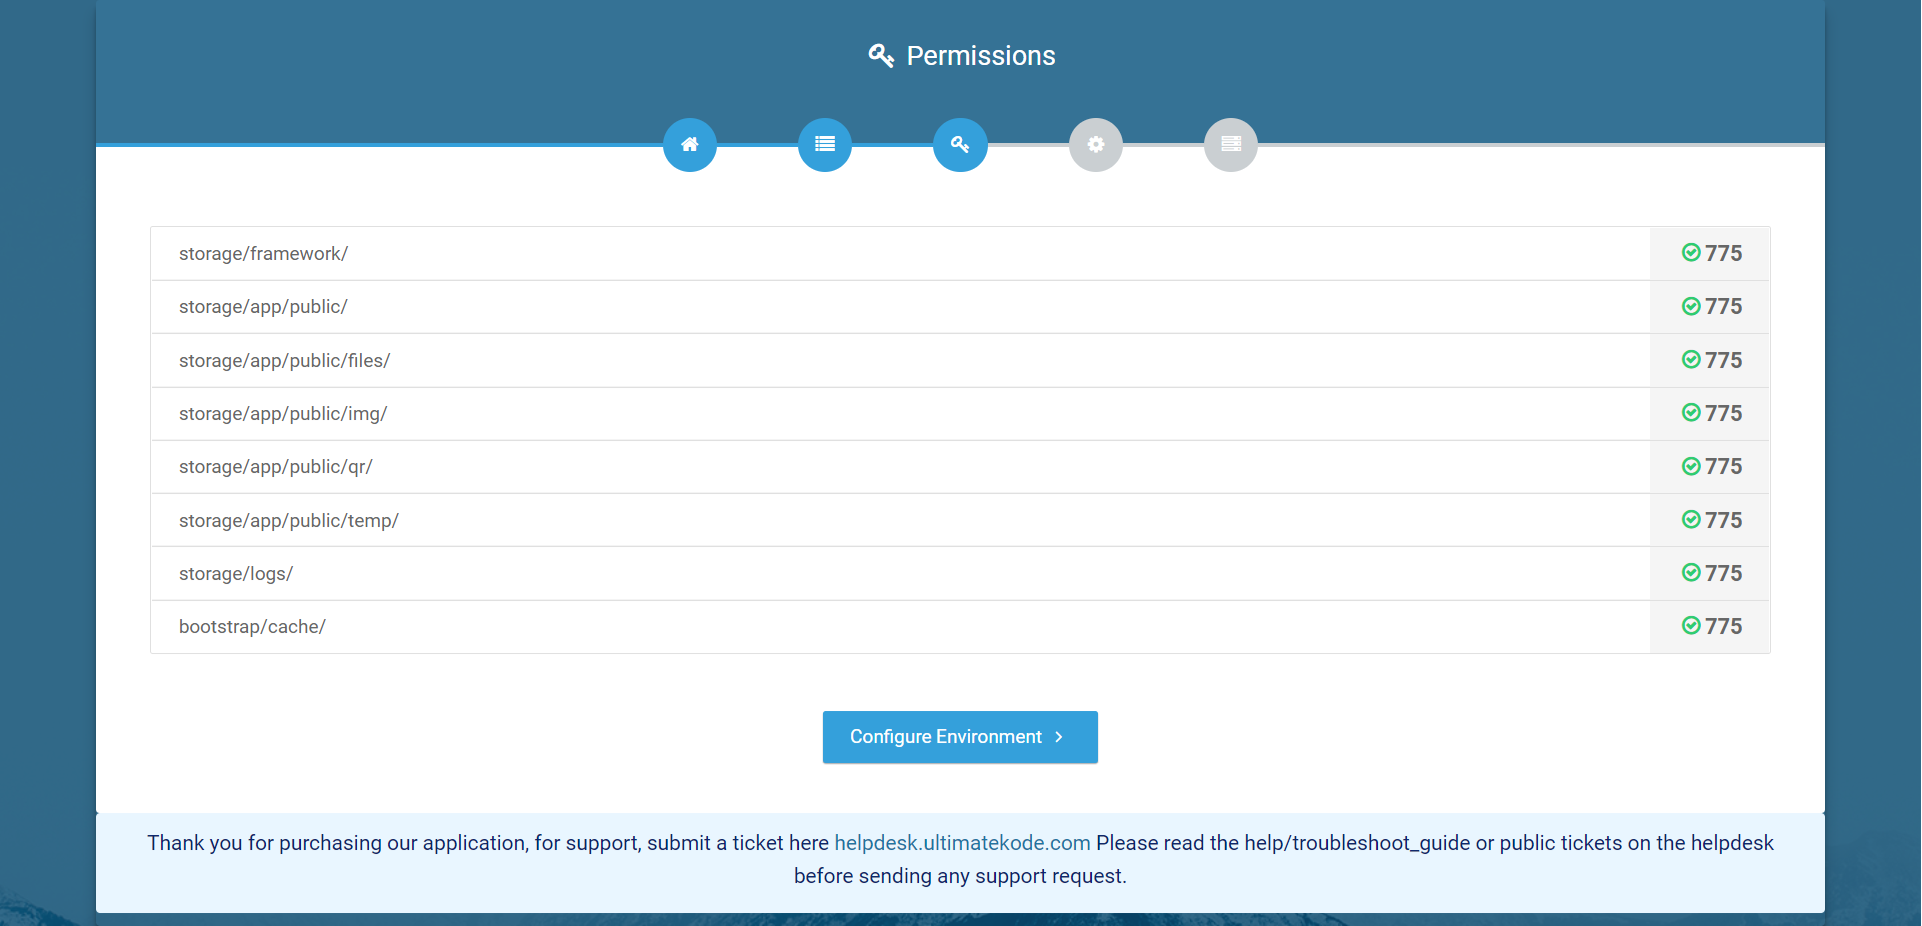 Permissions
storage/framework/ 775
storage/app/public/ 775
storage/app/public/files/ 775
storage/app/public/img/ 775
storage/app/public/qr/ 775
storage/app/public/temp/ 775
storage/logs/ 775
bootstrap/cache/ 775
Configure Environment
Thank you for purchasing our application, for support, submit a ticket here helpdesk.ultimatekode.com Please read the help/troubleshoot_guide or public tickets on the helpdesk
before sending any support request.